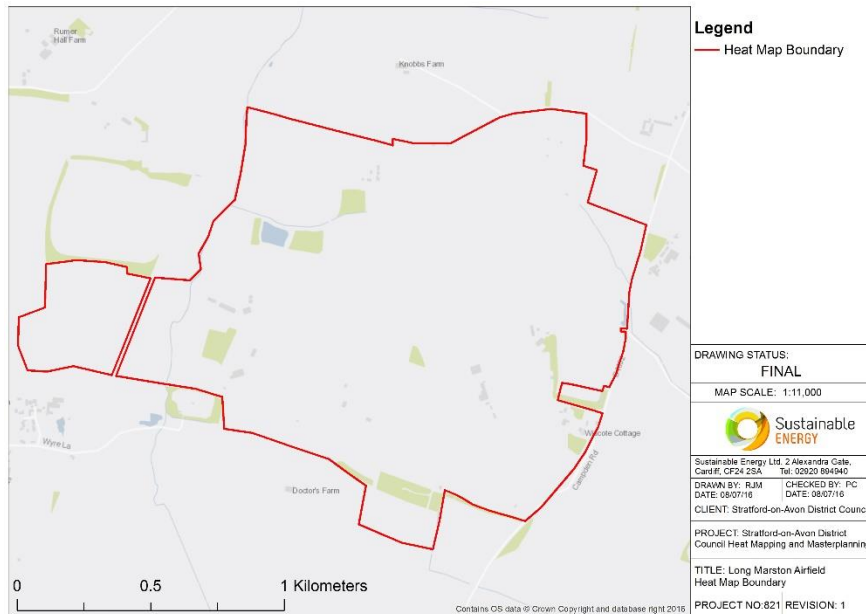 Rumer
Hall Farm
Knobbs Farm
Wyre La
Doctor's Farm
Campden Rd
Willicote Cottage
0 0.5 1 Kilometers
Contains OS data © Crown Copyright and database right 2016
Legend
Heat Map Boundary
DRAWING STATUS:
FINAL
MAP SCALE: 1:11,000
Sustainable
ENERGY
Sustainable Energy Ltd. 2 Alexandra Gate,
Cardiff, CF24 2SA Tel: 02920 894940
DRAWN BY: RJM
DATE: 08/07/16
CHECKED BY: PC
DATE: 08/07/16
CLIENT: Stratford-on-Avon District Counc
PROJECT: Stratford-on-Avon District
Council Heat Mapping and Masterplanning
TITLE: Long Marston Airfield
Heat Map Boundary
PROJECT NO:821 REVISION: 1